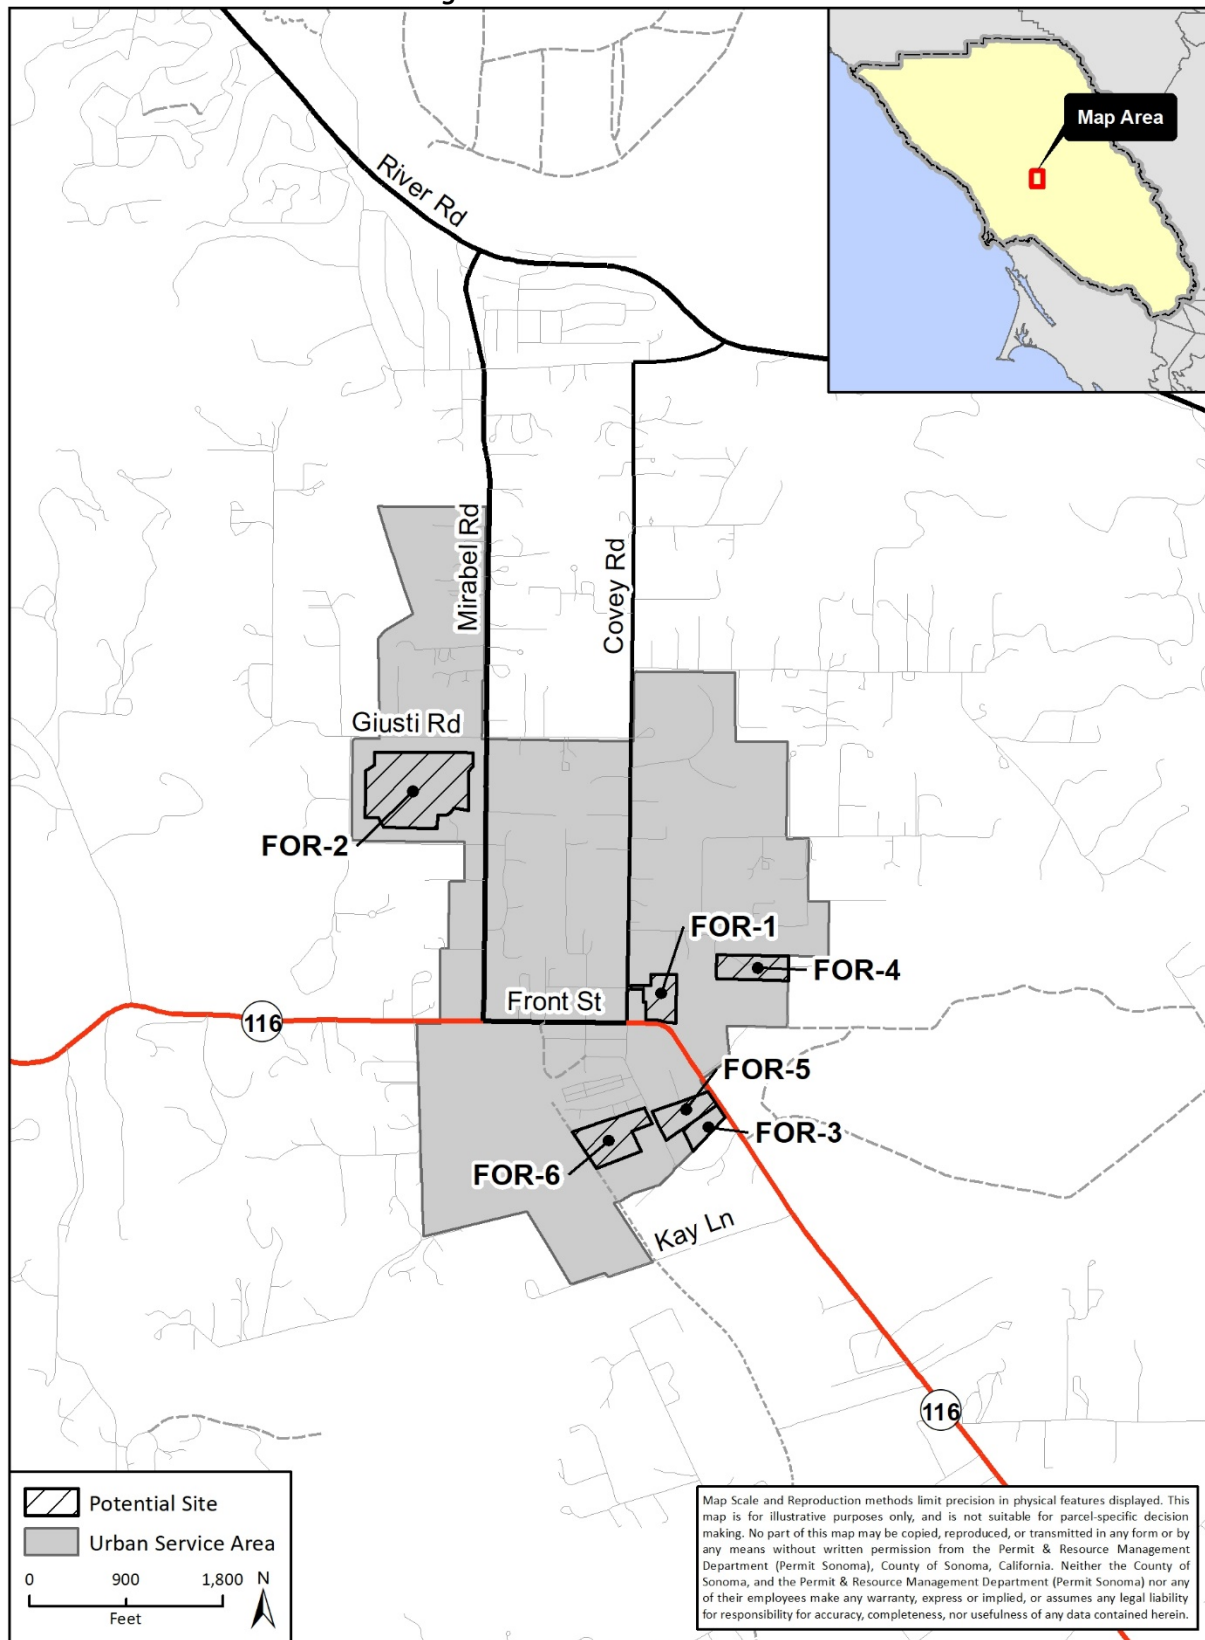 Map Area
River Rd
Mirabel Rd
Covey Rd
Giusti Rd
FOR-2
FOR-1
FOR-4
Front St
116
FOR-5
FOR-3
FOR-6
Kay Ln
116
Potential Site
Urban Service Area
0 900 1,800 N
Feet
Map Scale and Reproduction methods limit precision in physical features displayed. This
map is for illustrative purposes only, and is not suitable for parcel-specific decision
making. No part of this map may be copied, reproduced, or transmitted in any form or by
any means without written permission from the Permit & Resource Management
Department (Permit Sonoma), County of Sonoma, California. Neither the County of
Sonoma, and the Permit & Resource Management Department (Permit Sonoma) nor any
of their employees make any warranty, express or implied, or assumes any legal liability
for responsibility for accuracy, completeness, nor usefulness of any data contained herein.